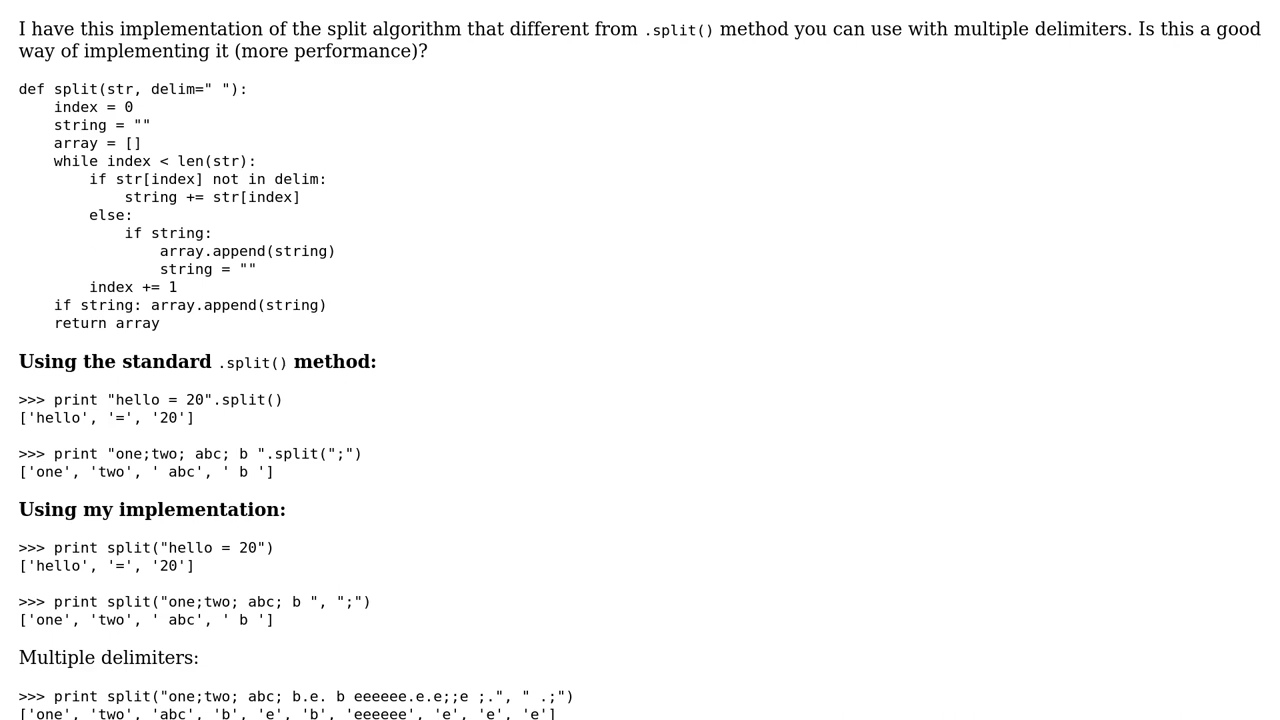 I have this implementation of the split algorithm that different from .split() method you can use with multiple delimiters. Is this a good
way of implementing it (more performance)?
def split(str, delim=" "):
    index = 0
    string = ""
    array = []
    while index < len(str):
        if str[index] not in delim:
            string += str[index]
        else:
            if string:
                array.append(string)
                string = ""
        index += 1
    if string: array.append(string)
    return array
Using the standard .split() method:
>>> print "hello = 20".split()
['hello', '=', '20']
>>> print "one;two; abc; b ".split(";")
['one', 'two', ' abc', ' b ']
Using my implementation:
>>> print split("hello = 20")
['hello', '=', '20']
>>> print split("one;two; abc; b ", ";")
['one', 'two', ' abc', ' b ']
Multiple delimiters:
>>> print split("one;two; abc; b.e. b eeeeee.e.e;;e ;.", " .;")
['one', 'two', 'abc', 'b', 'e', 'b', 'eeeeee', 'e', 'e', 'e']